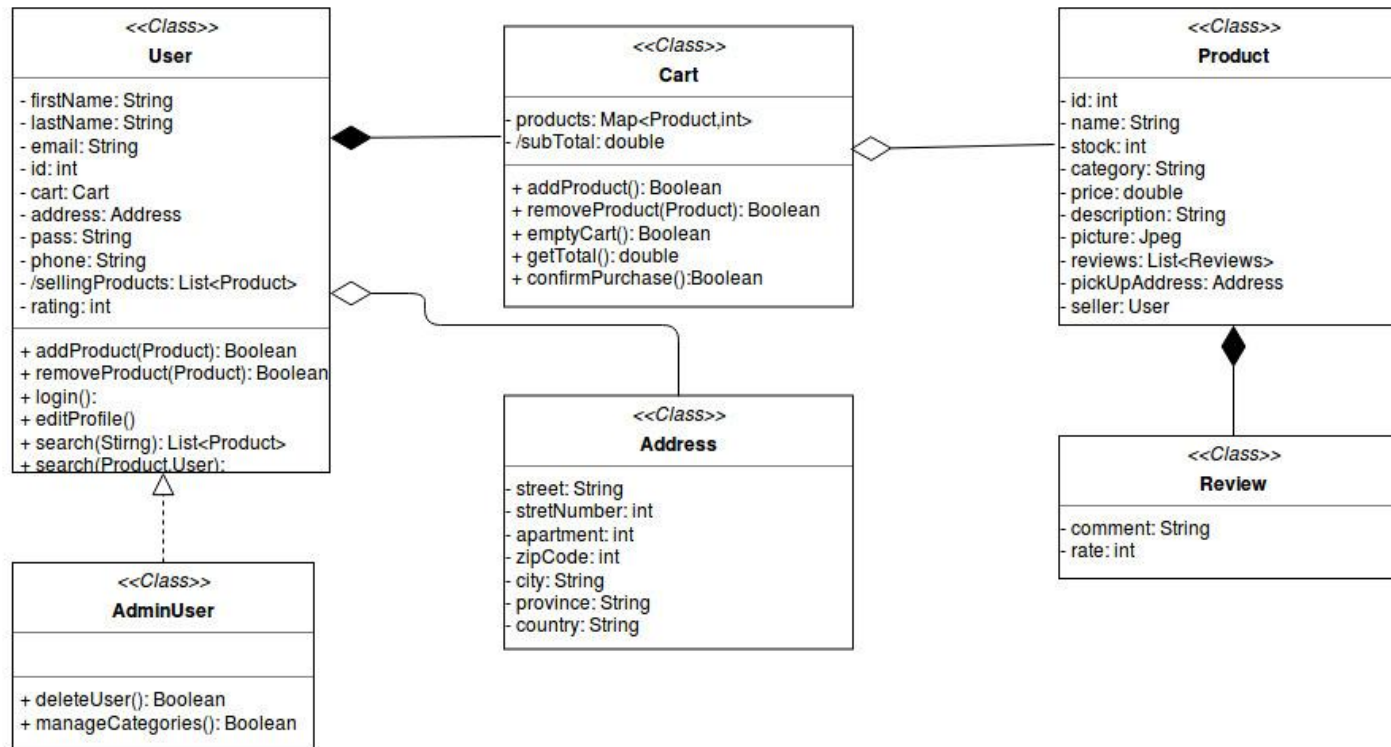 <<Class>>
User
- firstName: String
- lastName: String
- email: String
- id: int
- cart: Cart
- address: Address
- pass: String
- phone: String
- /sellingProducts: List<Product>
- rating: int
+ addProduct(Product): Boolean
+ removeProduct(Product): Boolean
+ login():
+ editProfile()
+ search(Stirng): List<Product>
+ search(Product,User):
<<Class>>
Cart
- products: Map<Product,int>
- /subTotal: double
+ addProduct(): Boolean
+ removeProduct(Product): Boolean
+ emptyCart(): Boolean
+ getTotal(): double
+ confirmPurchase():Boolean
<<Class>>
Product
- id: int
- name: String
- stock: int
- category: String
- price: double
- description: String
- picture: Jpeg
- reviews: List<Reviews>
- pickUpAddress: Address
- seller: User
<<Class>>
Address
- street: String
- stretNumber: int
- apartment: int
- zipCode: int
- city: String
- province: String
- country: String
<<Class>>
Review
- comment: String
- rate: int
<<Class>>
AdminUser
+ deleteUser(): Boolean
+ manageCategories(): Boolean